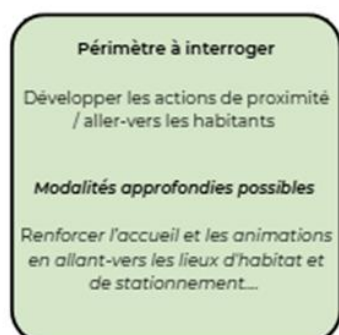 Périmètre à interroger
Développer les actions de proximité
/ aller-vers les habitants
Modalités approfondies possibles
Renforcer l'accueil et les animations
en allant-vers les lieux d'habitat et
de stationnement....